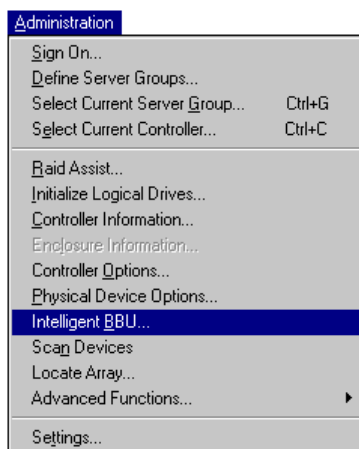 Administration
Sign On...
Define Server Groups...
Select Current Server Group... Ctrl+G
Select Current Controller... Ctrl+C
Raid Assist...
Initialize Logical Drives...
Controller Information...
Enclosure Information...
Controller Options...
Physical Device Options...
Intelligent BBU...
Scan Devices
Locate Array...
Advanced Functions...
Settings...